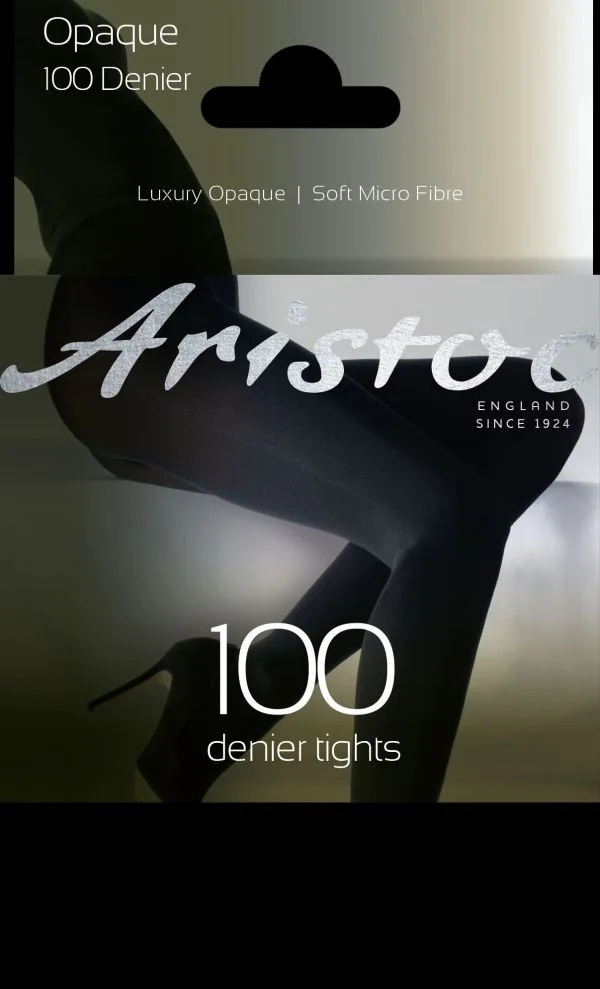 Opaque
100 Denier
Luxury Opaque | Soft Micro Fibre
Aristoc
ENGLAND
SINCE 1924
100
denier tights